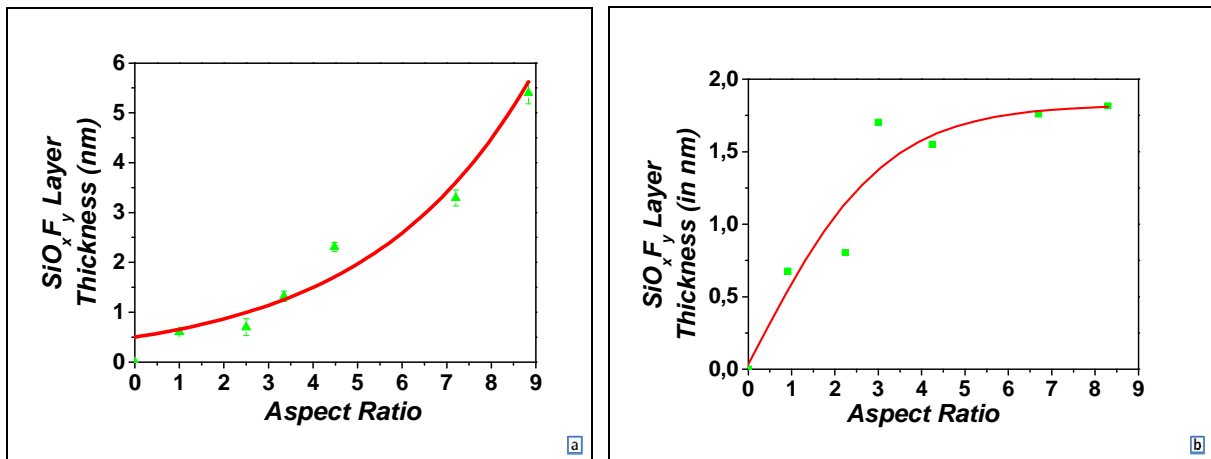 6
5
4
3
2
1
0
SiOxFy Layer
Thickness (nm)
0 1 2 3 4 5 6 7 8 9
Aspect Ratio
a
2,0
1,5
1,0
0,5
0,0
SiOxFy Layer
Thickness (in nm)
0 1 2 3 4 5 6 7 8 9
Aspect Ratio
b